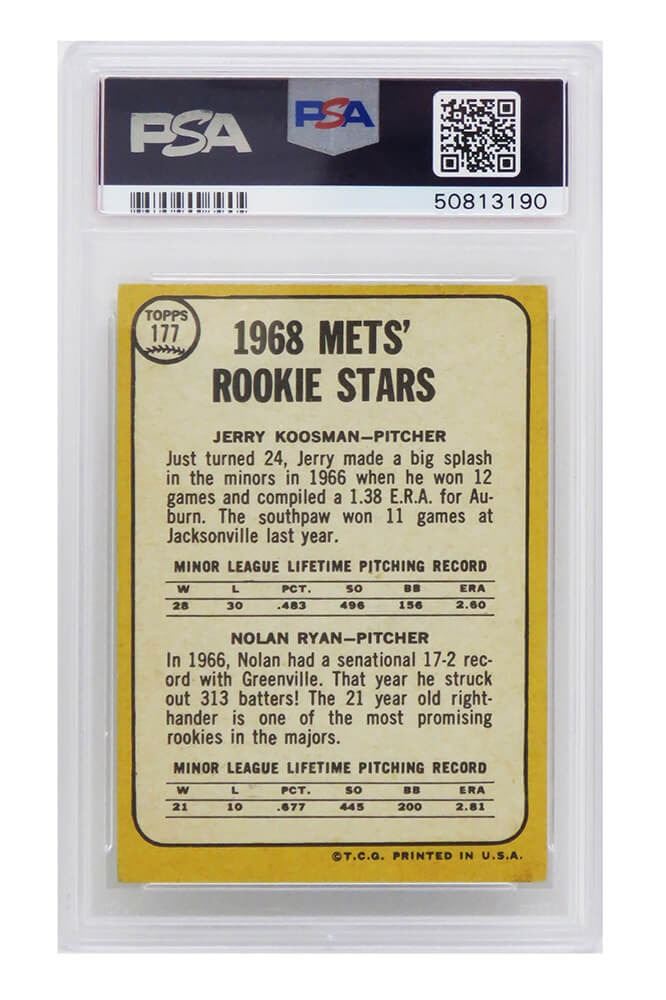 PSA
PSA
50813190
TOPPS
177
1968 METS'
ROOKIE STARS
JERRY KOOSMAN—PITCHER
Just turned 24, Jerry made a big splash
in the minors in 1966 when he won 12
games and compiled a 1.38 E.R.A. for Au-
burn. The southpaw won 11 games at
Jacksonville last year.
MINOR LEAGUE LIFETIME PITCHING RECORD
W L PCT. SO BB ERA
28 30 .483 496 156 2.60
NOLAN RYAN—PITCHER
In 1966, Nolan had a senational 17-2 rec-
ord with Greenville. That year he struck
out 313 batters! The 21 year old right-
hander is one of the most promising
rookies in the majors.
MINOR LEAGUE LIFETIME PITCHING RECORD
W L PCT. SO BB ERA
21 10 .677 445 200 2.81
©T.C.G. PRINTED IN U.S.A.